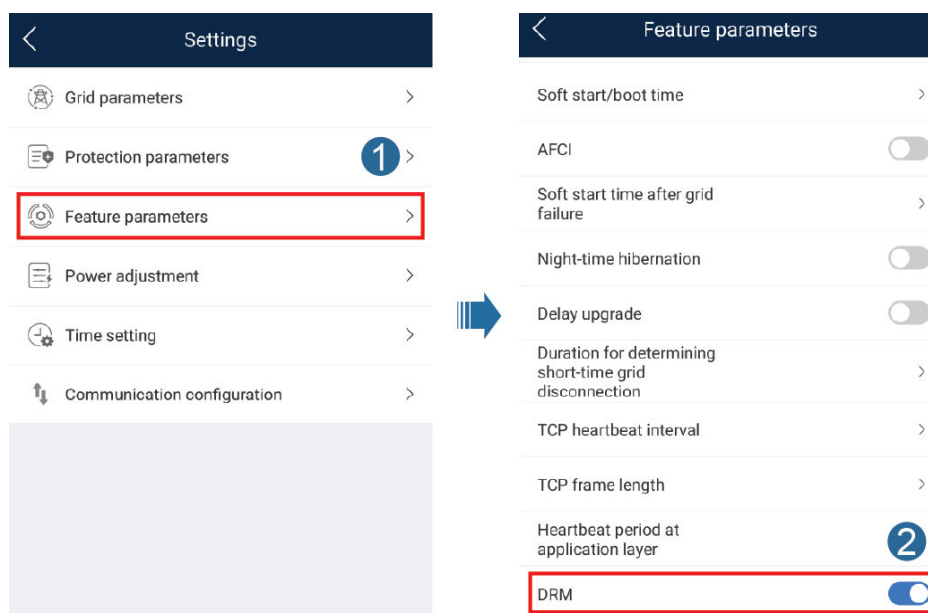 Settings
Grid parameters
Protection parameters
1
Feature parameters
Power adjustment
Time setting
Communication configuration
Feature parameters
Soft start/boot time
AFCI
Soft start time after grid
failure
Night-time hibernation
Delay upgrade
Duration for determining
short-time grid
disconnection
TCP heartbeat interval
TCP frame length
Heartbeat period at
application layer
2
DRM